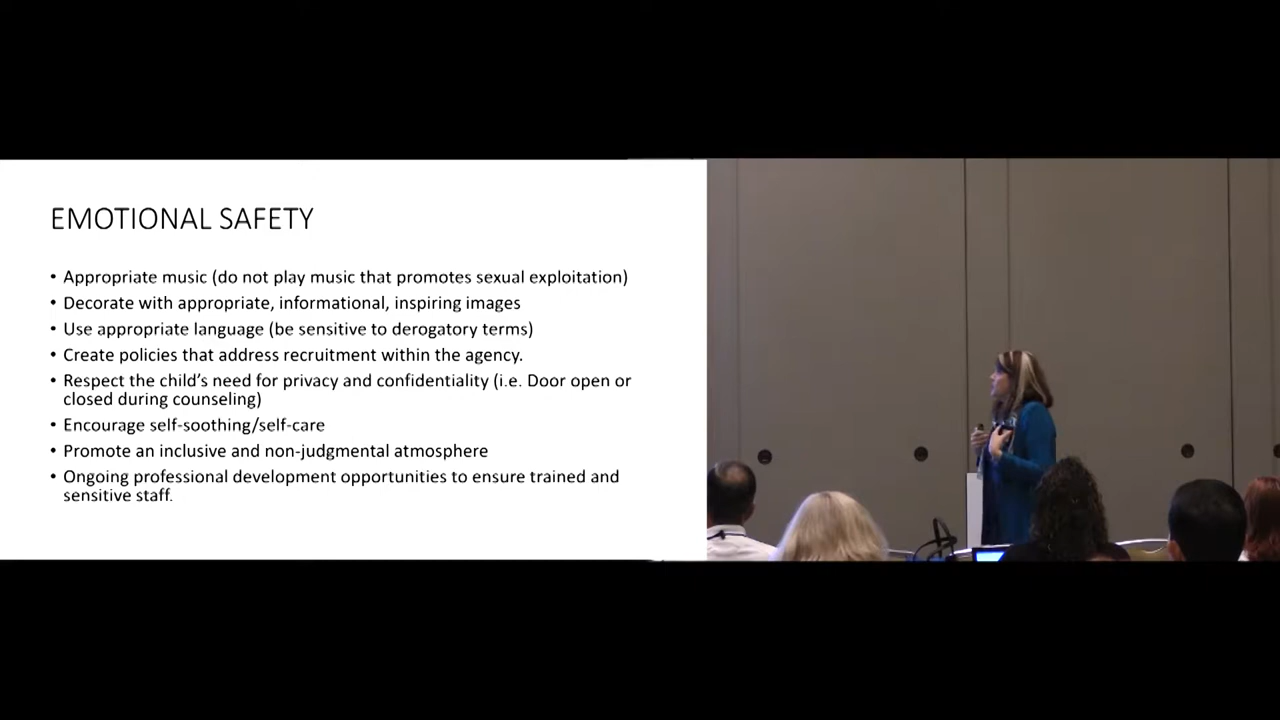 EMOTIONAL SAFETY
• Appropriate music (do not play music that promotes sexual exploitation)
• Decorate with appropriate, informational, inspiring images
• Use appropriate language (be sensitive to derogatory terms)
• Create policies that address recruitment within the agency.
• Respect the child's need for privacy and confidentiality (i.e. Door open or
closed during counseling)
• Encourage self-soothing/self-care
• Promote an inclusive and non-judgmental atmosphere
• Ongoing professional development opportunities to ensure trained and
sensitive staff.